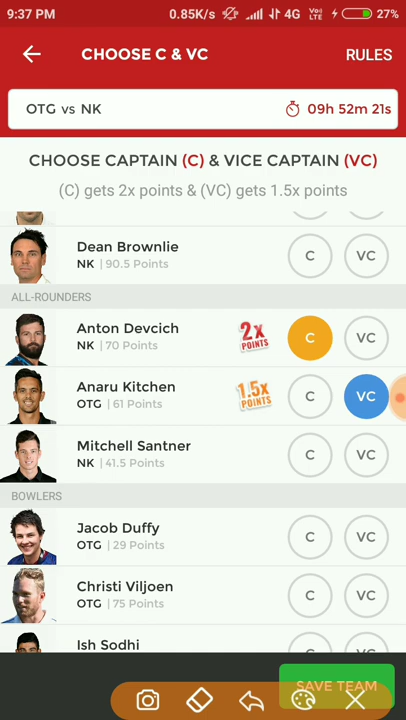 9:37 PM 0.85K/s 4G Vo) LTE 27%
CHOOSE C & VC RULES
OTG vs NK 09h 52m 21s
CHOOSE CAPTAIN (C) & VICE CAPTAIN (VC)
(C) gets 2x points & (VC) gets 1.5x points
Dean Brownlie
NK | 90.5 Points C VC
ALL-ROUNDERS
Anton Devcich
NK | 70 Points 2x POINTS C VC
Anaru Kitchen
OTG | 61 Points 1.5x POINTS C VC
Mitchell Santner
NK | 41.5 Points C VC
BOWLERS
Jacob Duffy
OTG | 29 Points C VC
Christi Viljoen
OTG | 75 Points C VC
Ish Sodhi C VC
SAVE TEAM